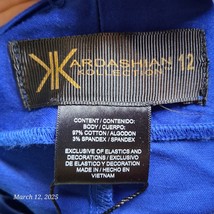 KARDASHIAN 12
KOLLECTION
CONTENT / CONTENIDO:
BODY / CUERPO:
97% COTTON / ALGODON
3% SPANDEX / SPANDEX
EXCLUSIVE OF ELASTICS AND
DECORATIONS / EXCLUSIVO
DE ELASTICO Y DECORATIVO
MADE IN / HECHO EN
VIETNAM
March 12, 2025